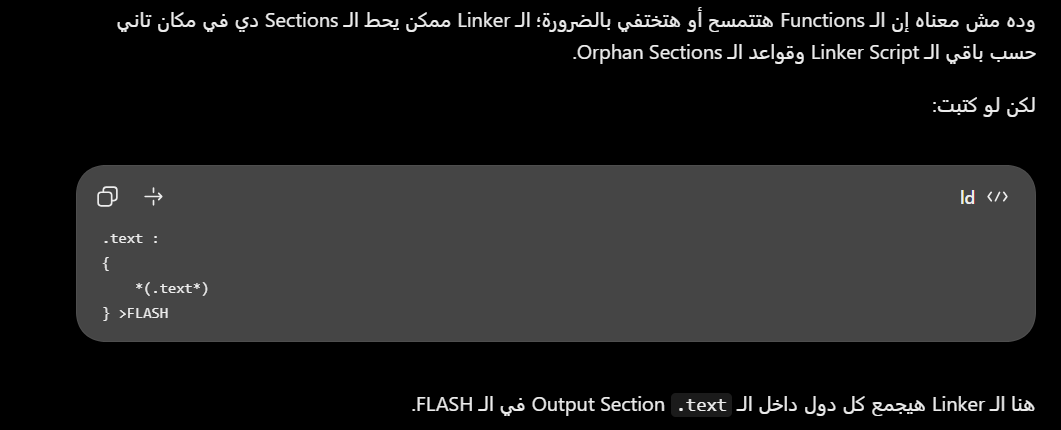 وده مش معناه إن الـ Functions هتتمسح أو هتختفي بالضرورة؛ الـ Linker ممكن يحط الـ Sections دي في مكان تاني
حسب باقي الـ Linker Script وقواعد الـ Orphan Sections.
لكن لو كتبت:
ld
.text :
{
    *(.text*)
} >FLASH
هنا الـ Linker هيجمع كل دول داخل الـ Output Section .text في الـ FLASH.